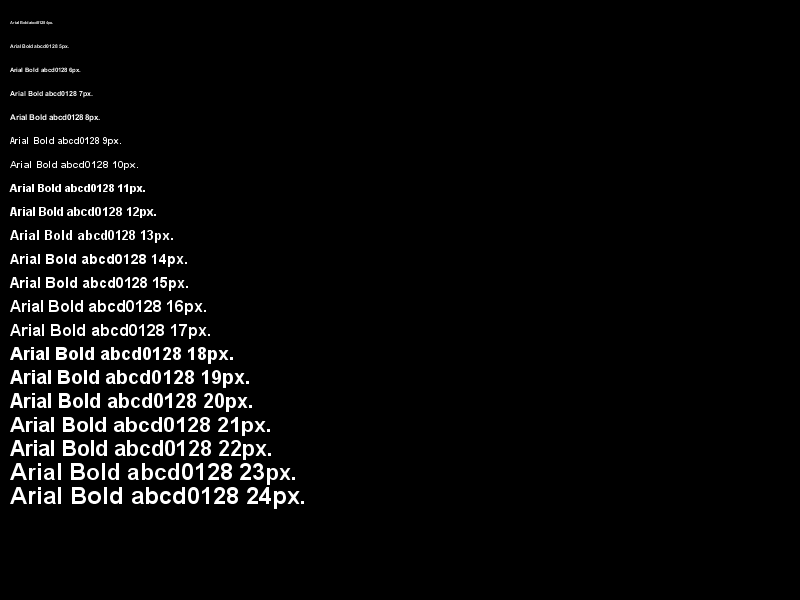 Arial Bold abcd0128 4px.
Arial Bold abcd0128 5px.
Arial Bold abcd0128 6px.
Arial Bold abcd0128 7px.
Arial Bold abcd0128 8px.
Arial Bold abcd0128 9px.
Arial Bold abcd0128 10px.
Arial Bold abcd0128 11px.
Arial Bold abcd0128 12px.
Arial Bold abcd0128 13px.
Arial Bold abcd0128 14px.
Arial Bold abcd0128 15px.
Arial Bold abcd0128 16px.
Arial Bold abcd0128 17px.
Arial Bold abcd0128 18px.
Arial Bold abcd0128 19px.
Arial Bold abcd0128 20px.
Arial Bold abcd0128 21px.
Arial Bold abcd0128 22px.
Arial Bold abcd0128 23px.
Arial Bold abcd0128 24px.